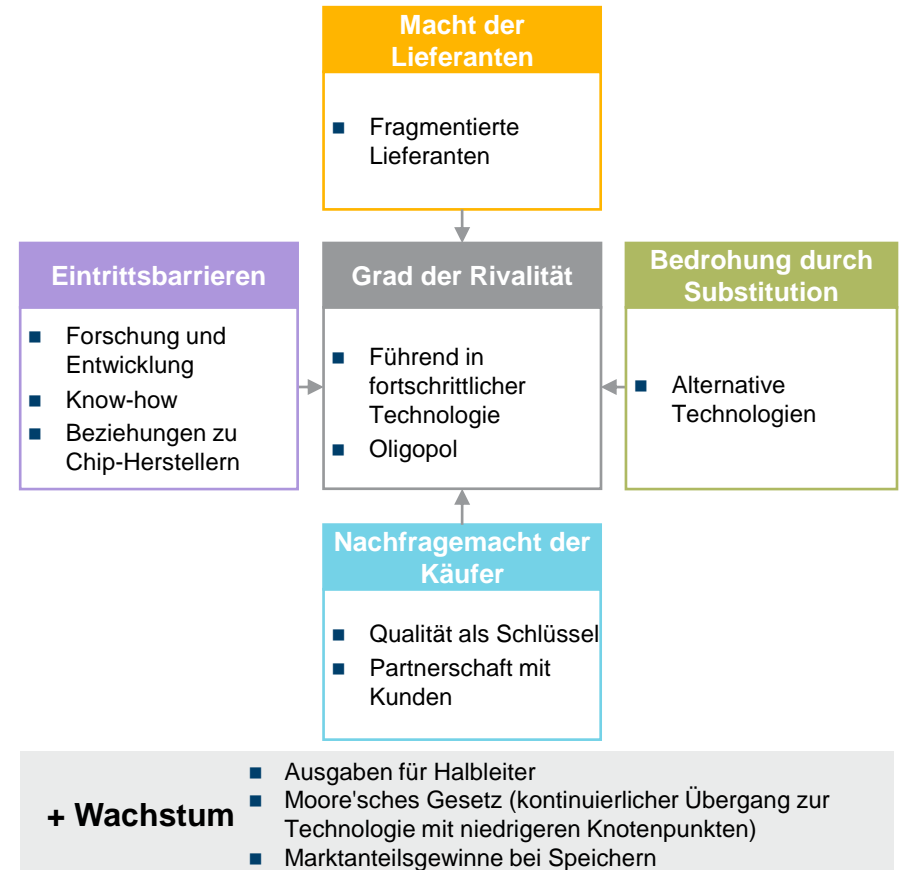 Macht der
Lieferanten
Fragmentierte
Lieferanten
Eintrittsbarrieren
Forschung und
Entwicklung
Know-how
Beziehungen zu
Chip-Herstellern
Grad der Rivalität
Führend in
fortschrittlicher
Technologie
Oligopol
Bedrohung durch
Substitution
Alternative
Technologien
Nachfragemacht der
Käufer
Qualität als Schlüssel
Partnerschaft mit
Kunden
+ Wachstum
Ausgaben für Halbleiter
Moore'sches Gesetz (kontinuierlicher Übergang zur
Technologie mit niedrigeren Knotenpunkten)
Marktanteilsgewinne bei Speichern